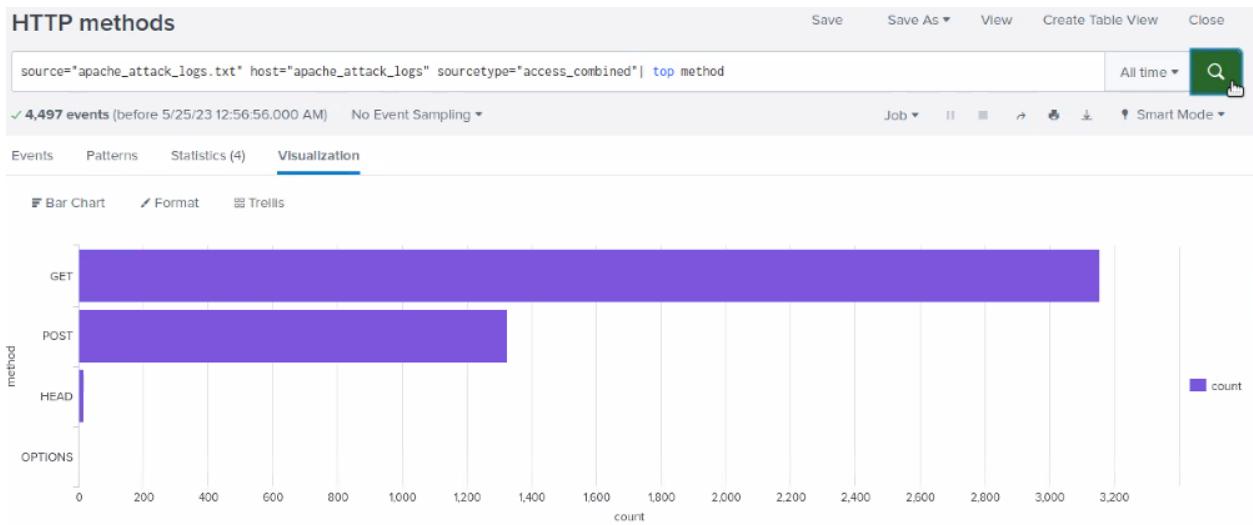 HTTP methods
Save Save As ▾ View Create Table View Close
source="apache_attack_logs.txt" host="apache_attack_logs" sourcetype="access_combined"| top method
All time ▾
✓ 4,497 events (before 5/25/23 12:56:56.000 AM) No Event Sampling ▾
Job ▾ Smart Mode ▾
Events Patterns Statistics (4) Visualization
Bar Chart Format Trellis
GET
POST
HEAD
OPTIONS
method
0 200 400 600 800 1,000 1,200 1,400 1,600 1,800 2,000 2,200 2,400 2,600 2,800 3,000 3,200
count
count